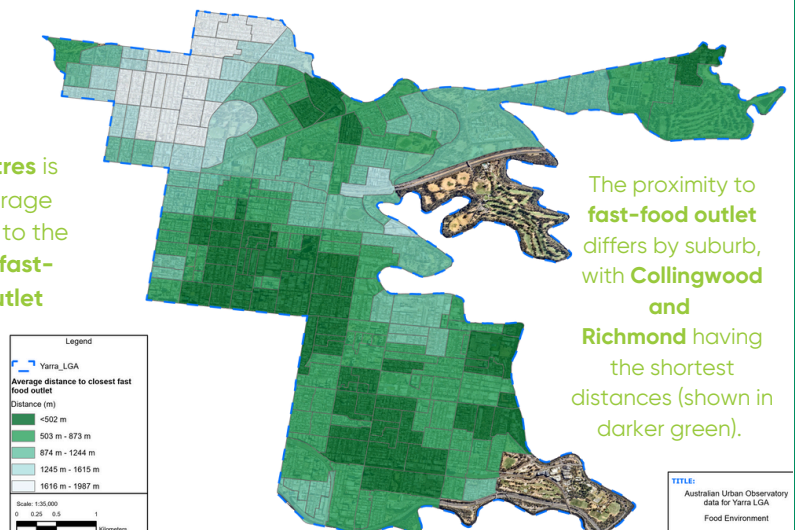 tres is
rage
to the
fast-
utlet
The proximity to
fast-food outlet
differs by suburb,
with Collingwood
and
Richmond having
the shortest
distances (shown in
darker green).
Legend
Yarra_LGA
Average distance to closest fast
food outlet
Distance (m)
<502 m
503 m - 873 m
874 m - 1244 m
1245 m - 1615 m
1616 m - 1987 m
Scale: 1:35,000
0 0.25 0.5 1
Kilometers
TITLE:
Australian Urban Observatory
data for Yarra LGA
Food Environment